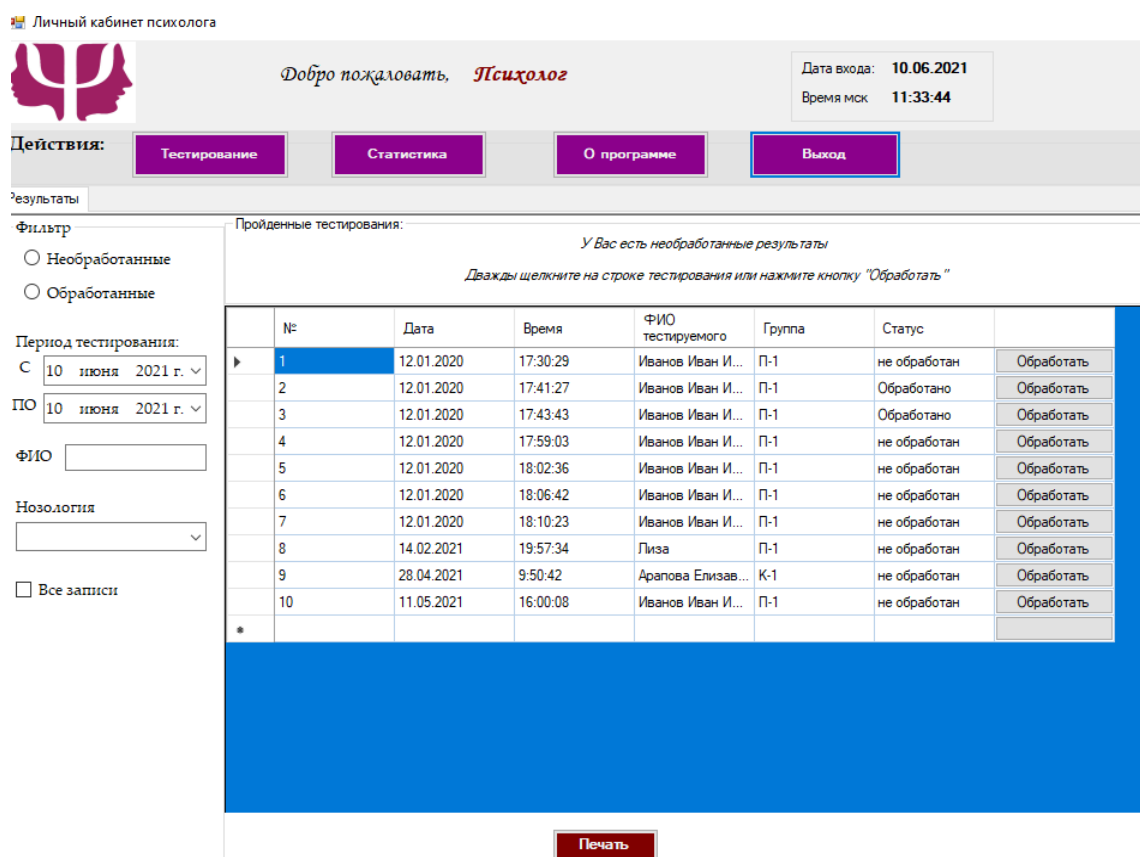 Личный кабинет психолога
Добро пожаловать, Психолог
Дата входа: 10.06.2021
Время мск 11:33:44
Действия:
Тестирование Статистика О программе Выход
Результаты
Фильтр
Необработанные
Обработанные
Период тестирования:
С 10 июня 2021 г.
ПО 10 июня 2021 г.
ФИО
Нозология
Все записи
Пройденные тестирования:
У Вас есть необработанные результаты
Дважды щелкните на строке тестирования или нажмите кнопку "Обработать"
№ Дата Время ФИО тестируемого Группа Статус
1 12.01.2020 17:30:29 Иванов Иван И... П-1 не обработан Обработать
2 12.01.2020 17:41:27 Иванов Иван И... П-1 Обработано Обработать
3 12.01.2020 17:43:43 Иванов Иван И... П-1 Обработано Обработать
4 12.01.2020 17:59:03 Иванов Иван И... П-1 не обработан Обработать
5 12.01.2020 18:02:36 Иванов Иван И... П-1 не обработан Обработать
6 12.01.2020 18:06:42 Иванов Иван И... П-1 не обработан Обработать
7 12.01.2020 18:10:23 Иванов Иван И... П-1 не обработан Обработать
8 14.02.2021 19:57:34 Лиза П-1 не обработан Обработать
9 28.04.2021 9:50:42 Арапова Елизав... К-1 не обработан Обработать
10 11.05.2021 16:00:08 Иванов Иван И... П-1 не обработан Обработать
Печать